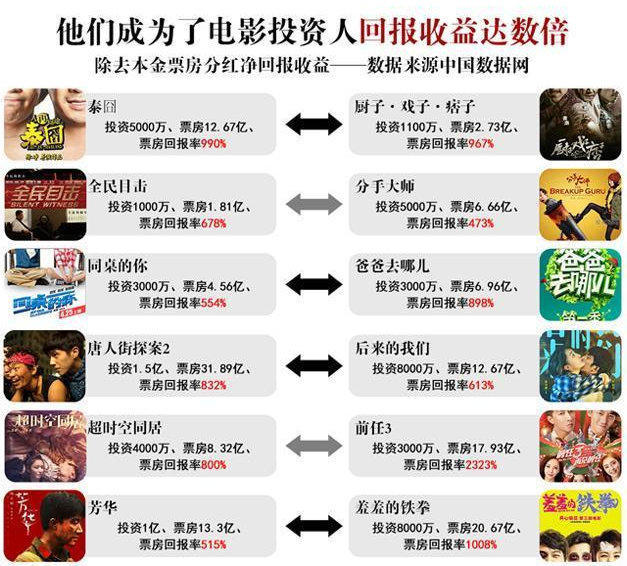 他们成为了电影投资人回报收益达数倍
除去本金票房分红净回报收益——数据来源中国数据网
泰囧
泰囧
投资5000万、票房12.67亿、
票房回报率990%
厨子·戏子·痞子
投资1100万、票房2.73亿、
票房回报率967%
厨子戏子痞子
全民目击
SILENT WITNESS
全民目击
投资1000万、票房1.81亿、
票房回报率678%
分手大师
投资5000万、票房6.66亿、
票房回报率473%
分手大师
BREAKUP GURU
同桌的你
4.25
同桌的你
投资3000万、票房4.56亿、
票房回报率554%
爸爸去哪儿
投资3000万、票房6.96亿、
票房回报率898%
爸爸去哪儿
第一季
唐人街探案2
投资1.5亿、票房31.89亿、
票房回报率832%
后来的我们
投资8000万、票房12.67亿、
票房回报率613%
超时空同居
超时空同居
投资4000万、票房8.32亿、
票房回报率800%
前任3
投资3000万、票房17.93亿、
票房回报率2323%
前任3
再见前任
芳华
芳华
投资1亿、票房13.3亿、
票房回报率515%
羞羞的铁拳
投资8000万、票房20.67亿、
票房回报率1008%
羞羞的铁拳